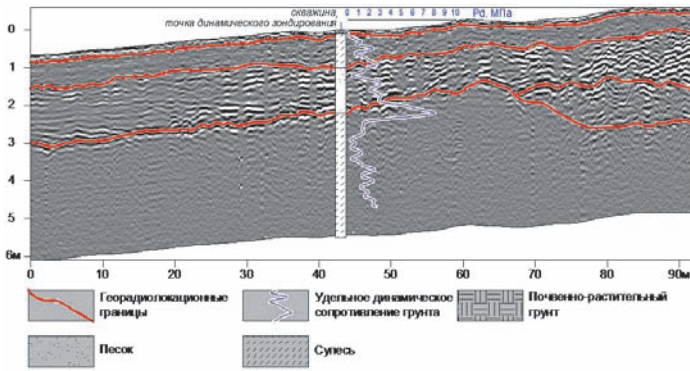 скважина,
точка динамического зондирования
0 1 2 3 4 5 6 7 8 9 10 Pd, МПа
0
1
2
3
4
5
6м
0 10 20 30 40 50 60 70 80 90м
Георадиолокационные
границы
Удельное динамическое
сопротивление грунта
Почвенно-растительный
грунт
Песок
Супесь